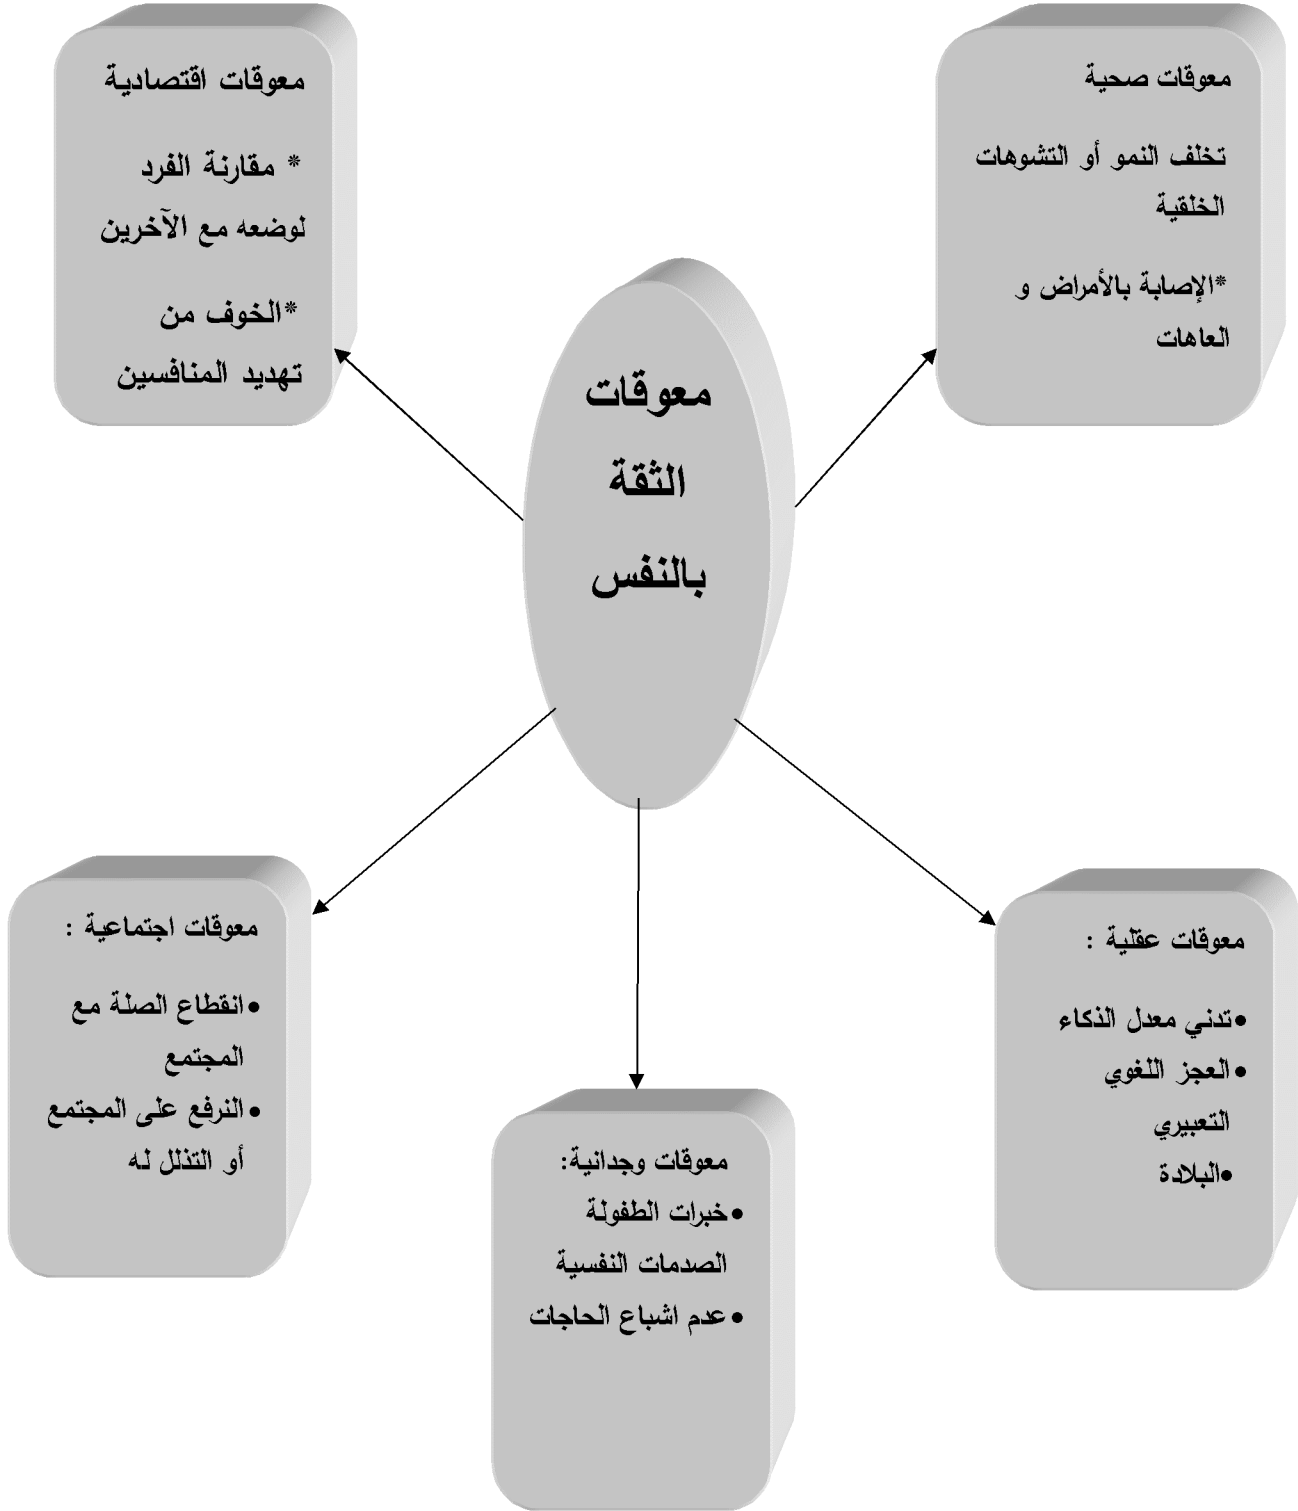 معوقات صحية
تخلف النمو أو التشوهات
الخلقية
*الإصابة بالأمراض و
العاهات
معوقات اقتصادية
* مقارنة الفرد
لوضعه مع الآخرين
*الخوف من
تهديد المنافسين
معوقات
الثقة
بالنفس
معوقات عقلية :
•تدني معدل الذكاء
•العجز اللغوي
التعبيري
•البلادة
معوقات وجدانية:
•خبرات الطفولة
الصدمات النفسية
•عدم اشباع الحاجات
معوقات اجتماعية :
•انقطاع الصلة مع
المجتمع
•النرفع على المجتمع
أو التذلل له